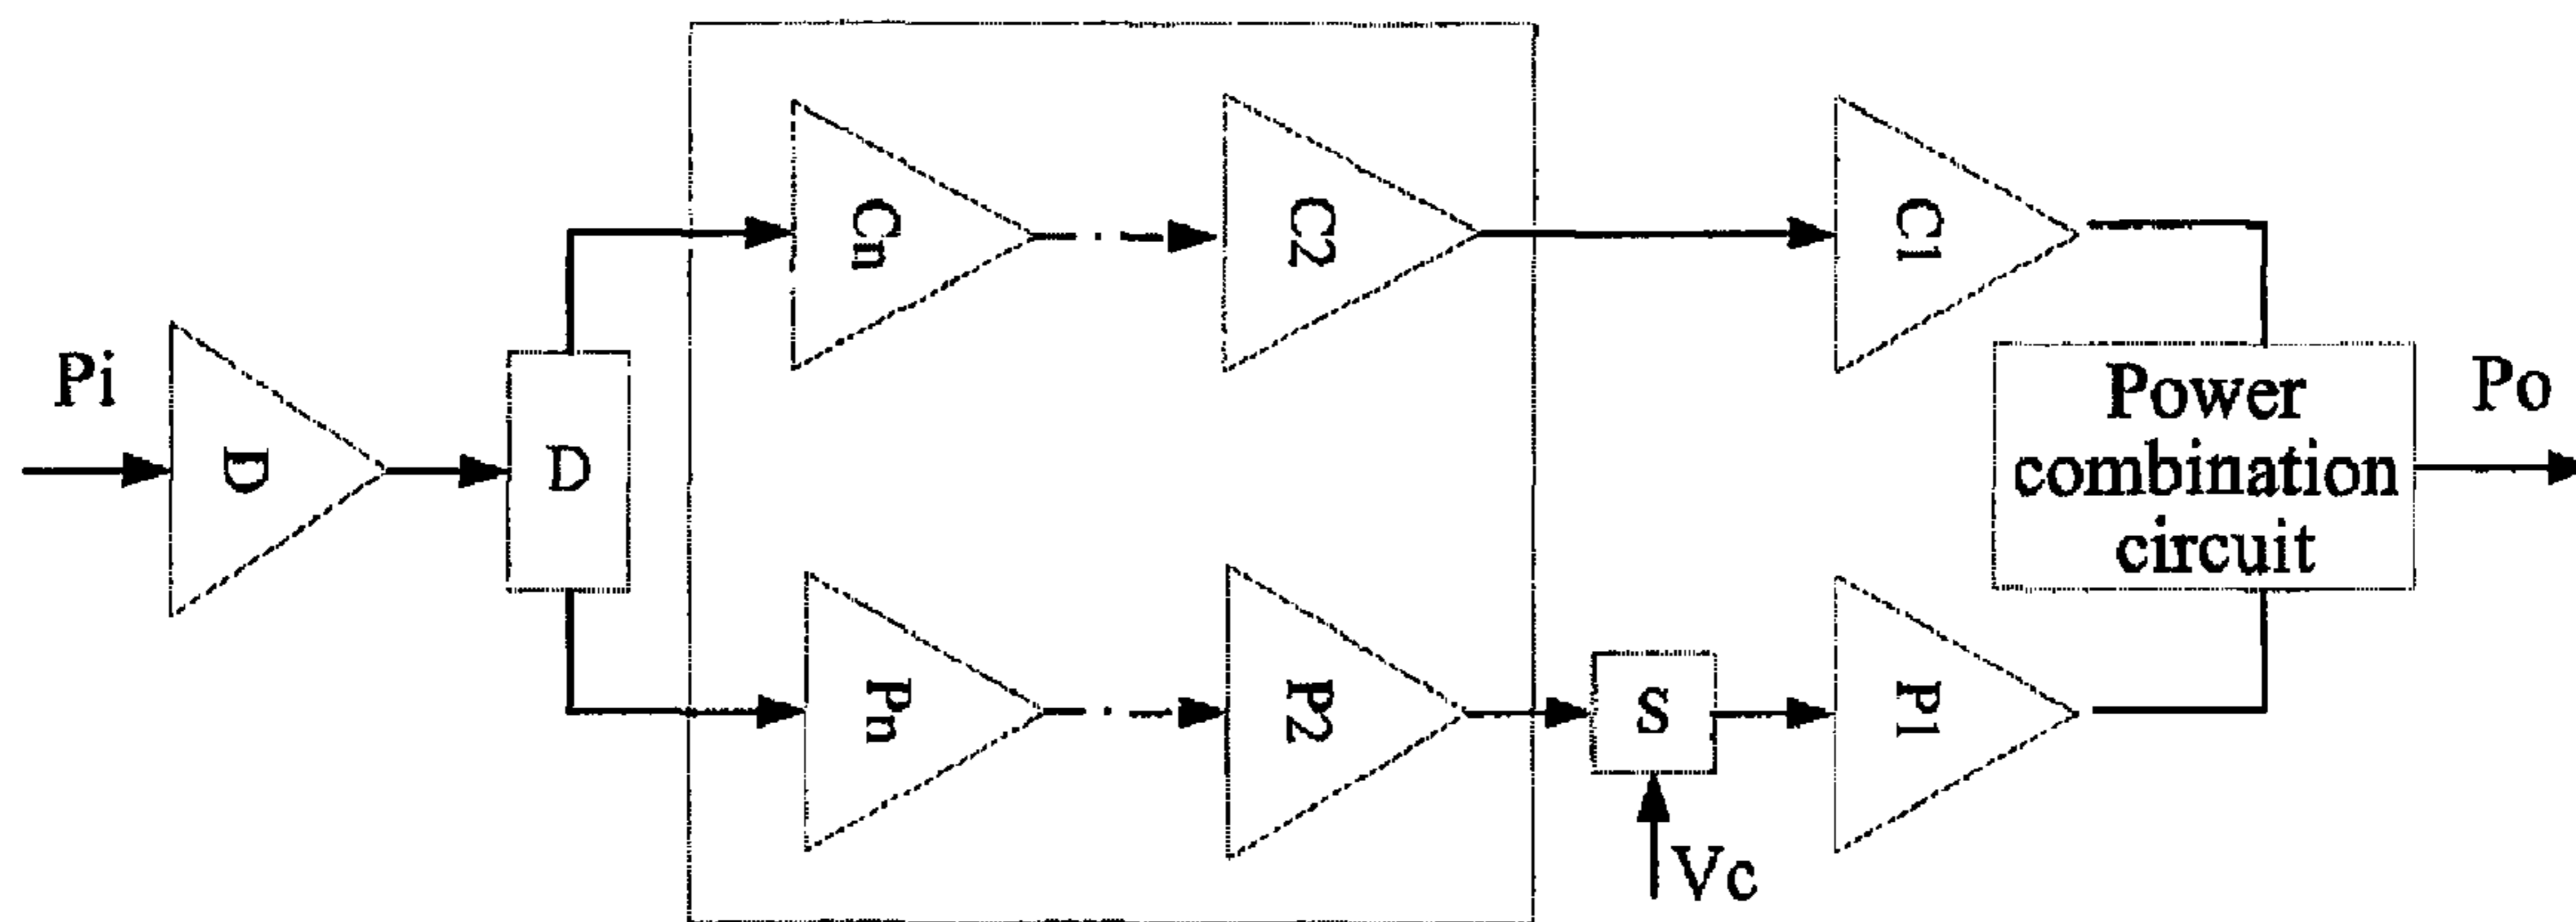 Pi
D
D
Cn
C2
C1
Pn
P2
S
Vc
P1
Power
combination
circuit
Po